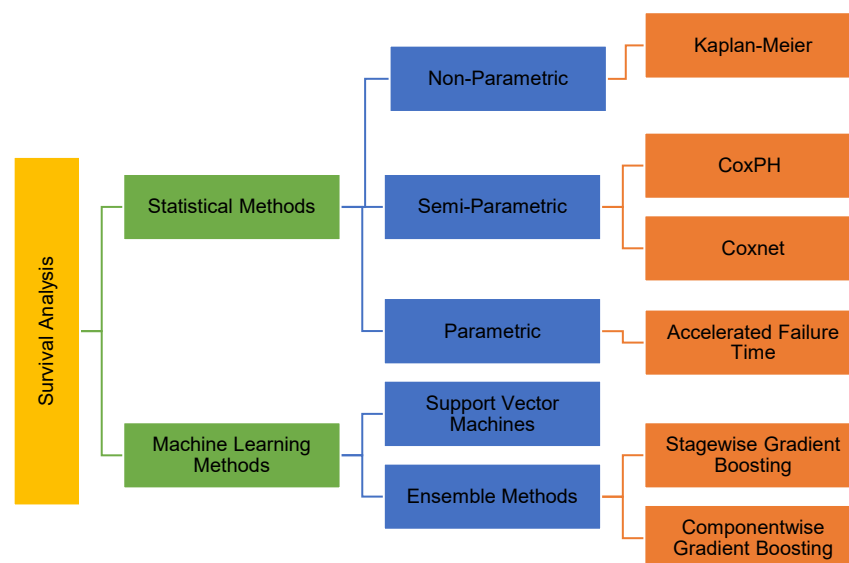 Survival Analysis
Statistical Methods
Non-Parametric
Kaplan-Meier
Semi-Parametric
CoxPH
Coxnet
Parametric
Accelerated Failure
Time
Machine Learning
Methods
Support Vector
Machines
Ensemble Methods
Stagewise Gradient
Boosting
Componentwise
Gradient Boosting